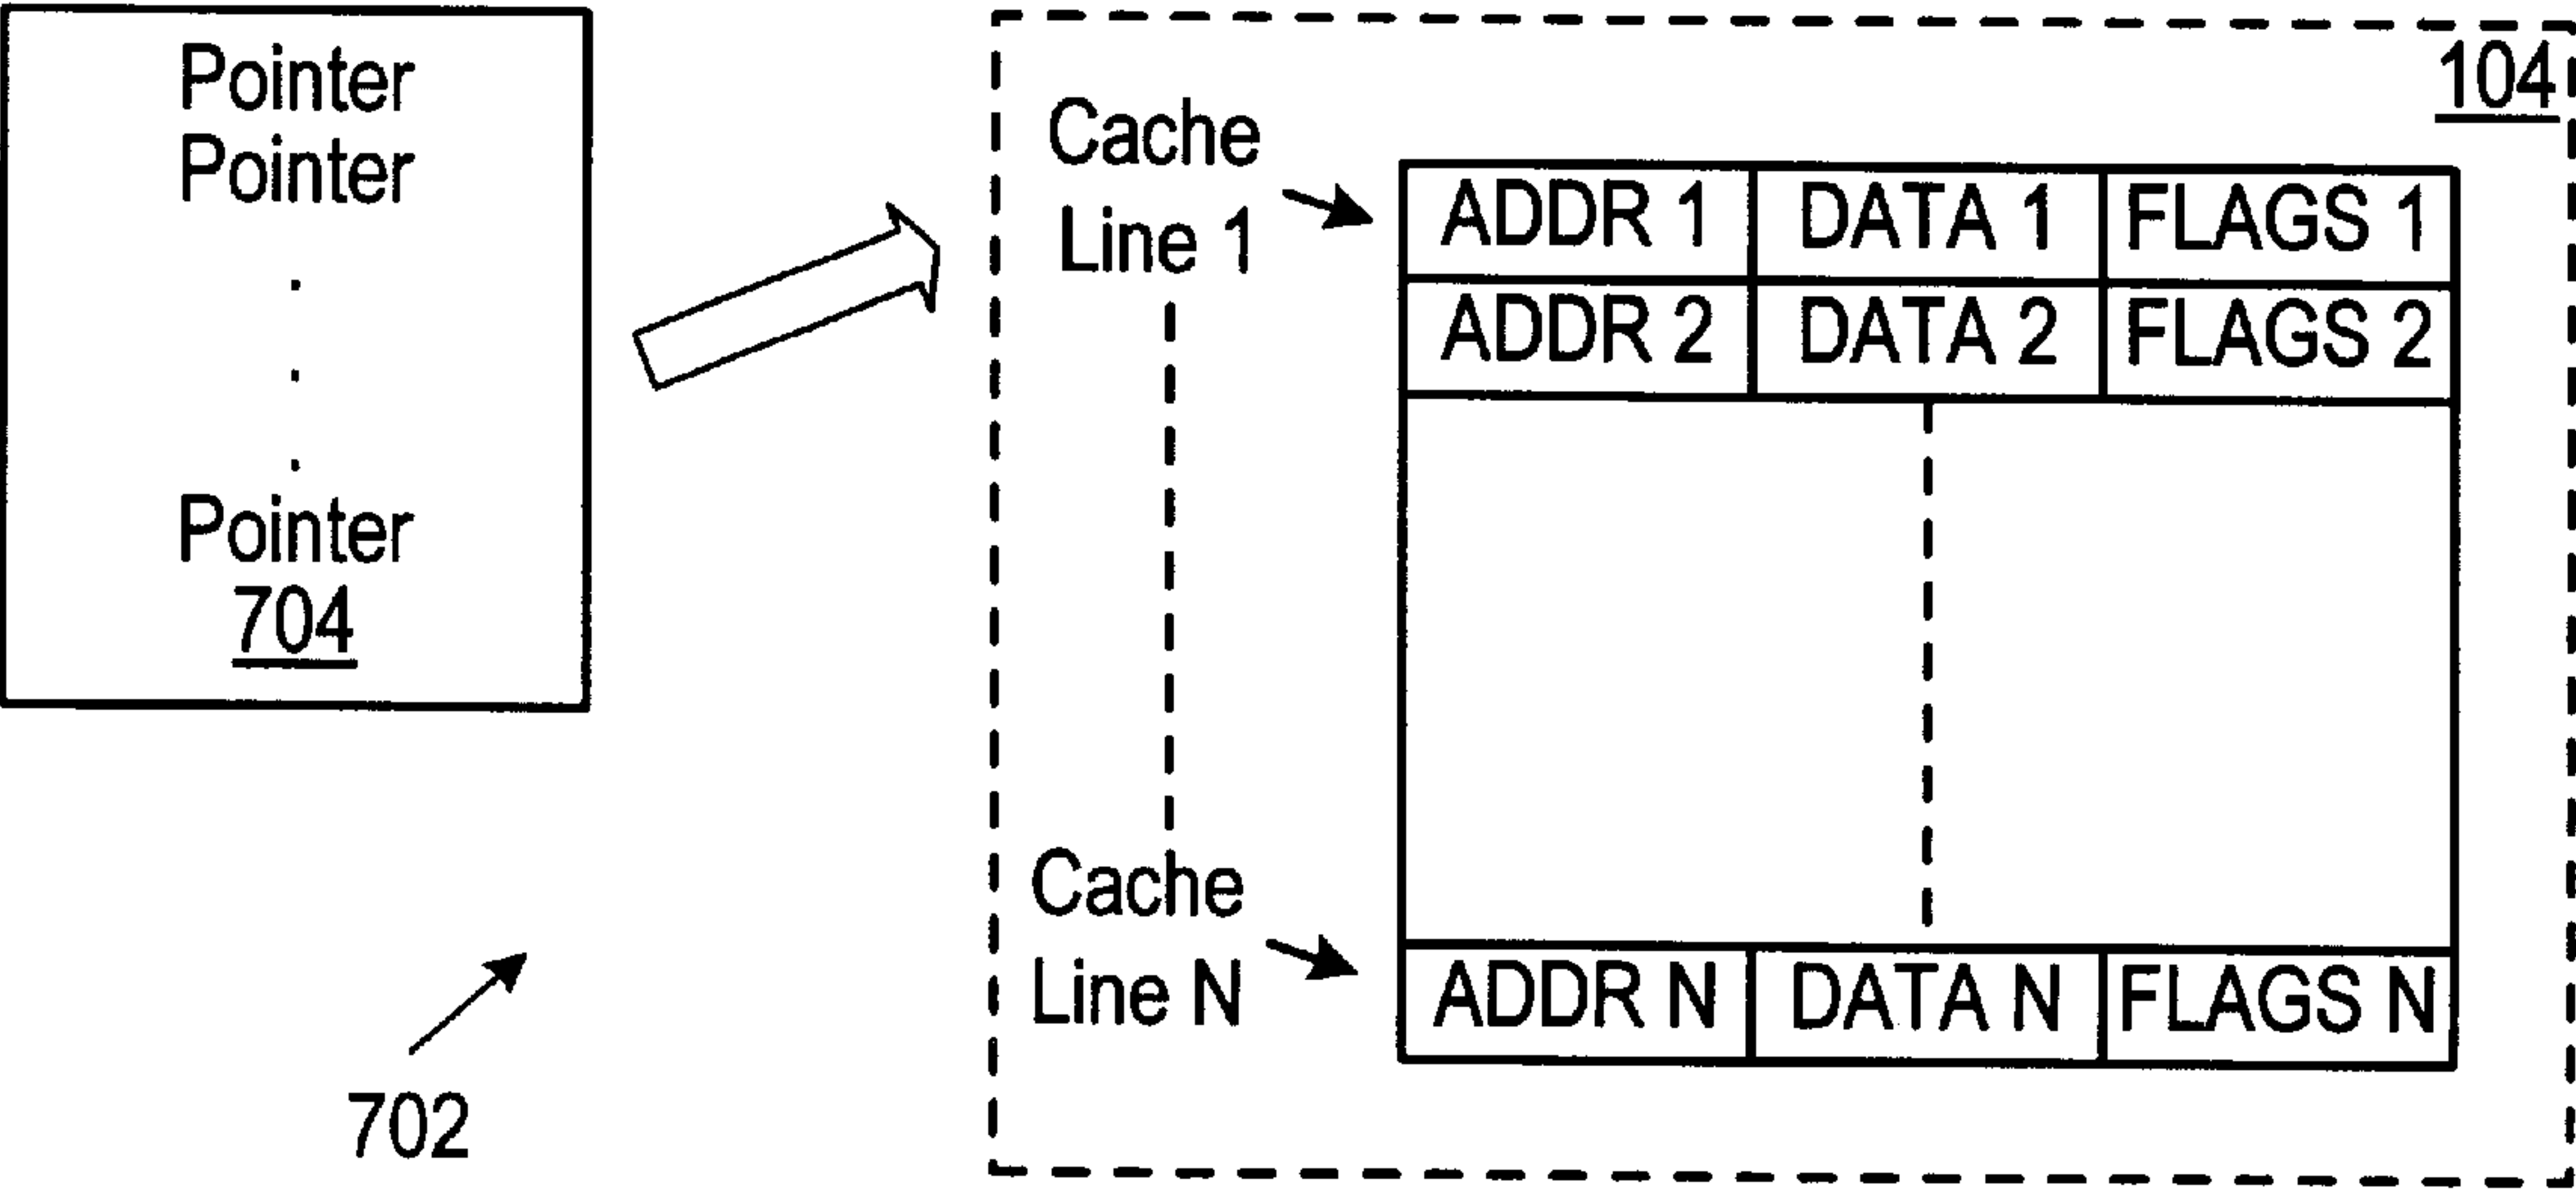 Pointer
Pointer
.
.
.
Pointer
704
702
104
Cache
Line 1
ADDR 1 DATA 1 FLAGS 1
ADDR 2 DATA 2 FLAGS 2
Cache
Line N
ADDR N DATA N FLAGS N